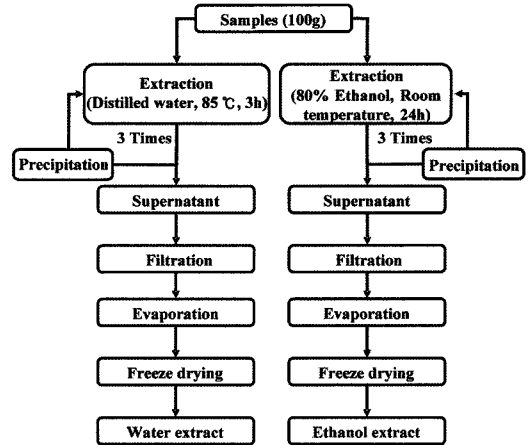 Samples (100g)
Extraction
(Distilled water, 85 ℃, 3h)
Extraction
(80% Ethanol, Room
temperature, 24h)
3 Times
3 Times
Precipitation
Precipitation
Supernatant
Supernatant
Filtration
Filtration
Evaporation
Evaporation
Freeze drying
Freeze drying
Water extract
Ethanol extract